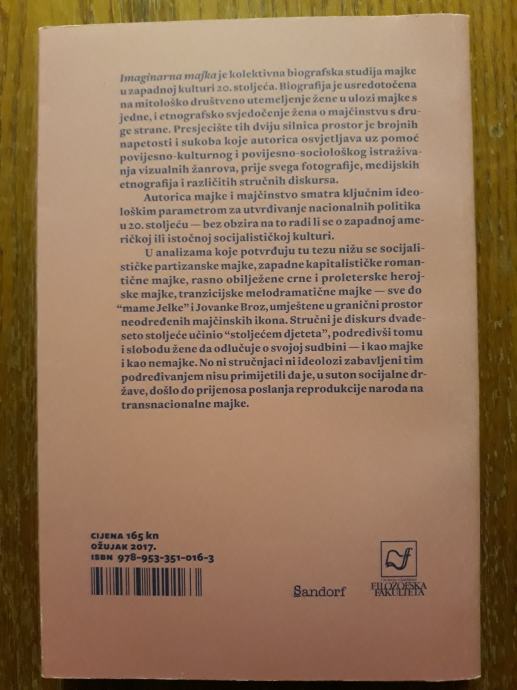 Imaginarna majka je kolektivna biografska studija majke
u zapadnoj kulturi 20. stoljeća. Biografija je usredotočena
na mitološko društveno utemeljenje žene u ulozi majke s
jedne, i etnografsko svjedočenje žena o majčinstvu s dru-
ge strane. Presjecište tih dviju silnica prostor je brojnih
napetosti i sukoba koje autorica osvjetljava uz pomoć
povijesno-kulturnog i povijesno-sociološkog istraživa-
nja vizualnih žanrova, prije svega fotografije, medijskih
etnografija i različitih stručnih diskursa.
Autorica majke i majčinstvo smatra ključnim ideo-
loškim parametrom za utvrđivanje nacionalnih politika
u 20. stoljeću — bez obzira na to radi li se o zapadnoj ame-
ričkoj ili istočnoj socijalističkoj kulturi.
U analizama koje potvrđuju tu tezu nižu se socijali-
stičke partizanske majke, zapadne kapitalističke roman-
tične majke, rasno obilježene crne i proleterske heroj-
ske majke, tranzicijske melodramatične majke — sve do
“mame Jelke” i Jovanke Broz, umještene u granični prostor
neodređenih majčinskih ikona. Stručni je diskurs dvade-
seto stoljeće učinio “stoljećem djeteta”, podredivši tomu
i slobodu žene da odlučuje o svojoj sudbini — i kao majke
i kao nemajke. No ni stručnjaci ni ideolozi zabavljeni tim
podređivanjem nisu primijetili da je, u suton socijalne dr-
žave, došlo do prijenosa poslanja reprodukcije naroda na
transnacionalne majke.
CIJENA 165 kn
OŽUJAK 2017.
ISBN 978-953-351-016-3
Sandorf
FILOZOFSKA
FAKULTETA